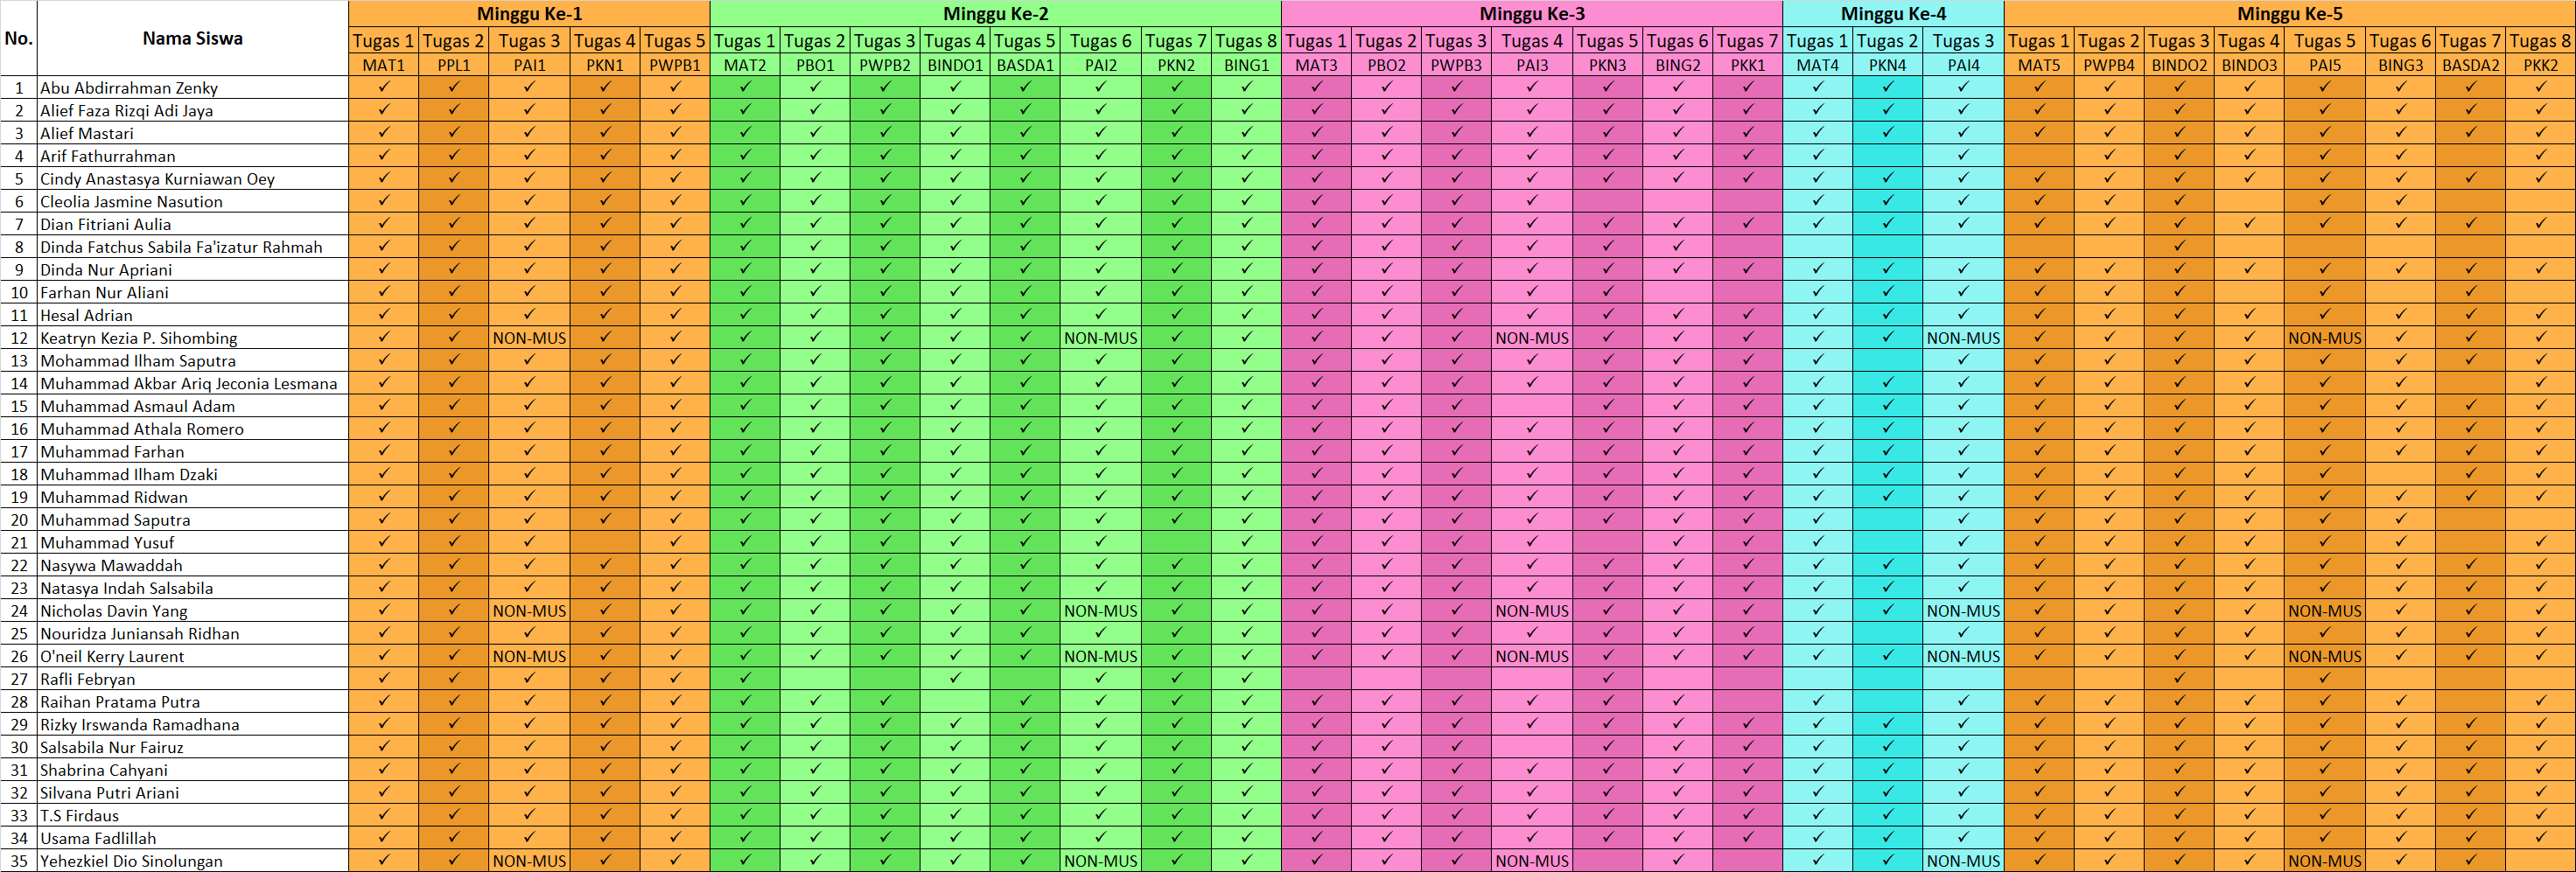 No. Nama Siswa Minggu Ke-1 Minggu Ke-2 Minggu Ke-3 Minggu Ke-4 Minggu Ke-5
Tugas 1 Tugas 2 Tugas 3 Tugas 4 Tugas 5 Tugas 1 Tugas 2 Tugas 3 Tugas 4 Tugas 5 Tugas 6 Tugas 7 Tugas 8 Tugas 1 Tugas 2 Tugas 3 Tugas 4 Tugas 5 Tugas 6 Tugas 7 Tugas 1 Tugas 2 Tugas 3 Tugas 1 Tugas 2 Tugas 3 Tugas 4 Tugas 5 Tugas 6 Tugas 7 Tugas 8
MAT1 PPL1 PAI1 PKN1 PWPB1 MAT2 PBO1 PWPB2 BINDO1 BASDA1 PAI2 PKN2 BING1 MAT3 PBO2 PWPB3 PAI3 PKN3 BING2 PKK1 MAT4 PKN4 PAI4 MAT5 PWPB4 BINDO2 BINDO3 PAI5 BING3 BASDA2 PKK2
1 Abu Abdirrahman Zenky
2 Alief Faza Rizqi Adi Jaya
3 Alief Mastari
4 Arif Fathurrahman
5 Cindy Anastasya Kurniawan Oey
6 Cleolia Jasmine Nasution
7 Dian Fitriani Aulia
8 Dinda Fatchus Sabila Fa'izatur Rahmah
9 Dinda Nur Apriani
10 Farhan Nur Aliani
11 Hesal Adrian
12 Keatryn Kezia P. Sihombing NON-MUS NON-MUS NON-MUS NON-MUS NON-MUS
13 Mohammad Ilham Saputra
14 Muhammad Akbar Ariq Jeconia Lesmana
15 Muhammad Asmaul Adam
16 Muhammad Athala Romero
17 Muhammad Farhan
18 Muhammad Ilham Dzaki
19 Muhammad Ridwan
20 Muhammad Saputra
21 Muhammad Yusuf
22 Nasywa Mawaddah
23 Natasya Indah Salsabila
24 Nicholas Davin Yang NON-MUS NON-MUS NON-MUS NON-MUS NON-MUS
25 Nouridza Juniansah Ridhan
26 O'neil Kerry Laurent NON-MUS NON-MUS NON-MUS NON-MUS NON-MUS
27 Rafli Febryan
28 Raihan Pratama Putra
29 Rizky Irswanda Ramadhana
30 Salsabila Nur Fairuz
31 Shabrina Cahyani
32 Silvana Putri Ariani
33 T.S Firdaus
34 Usama Fadlillah
35 Yehezkiel Dio Sinolungan NON-MUS NON-MUS NON-MUS NON-MUS NON-MUS